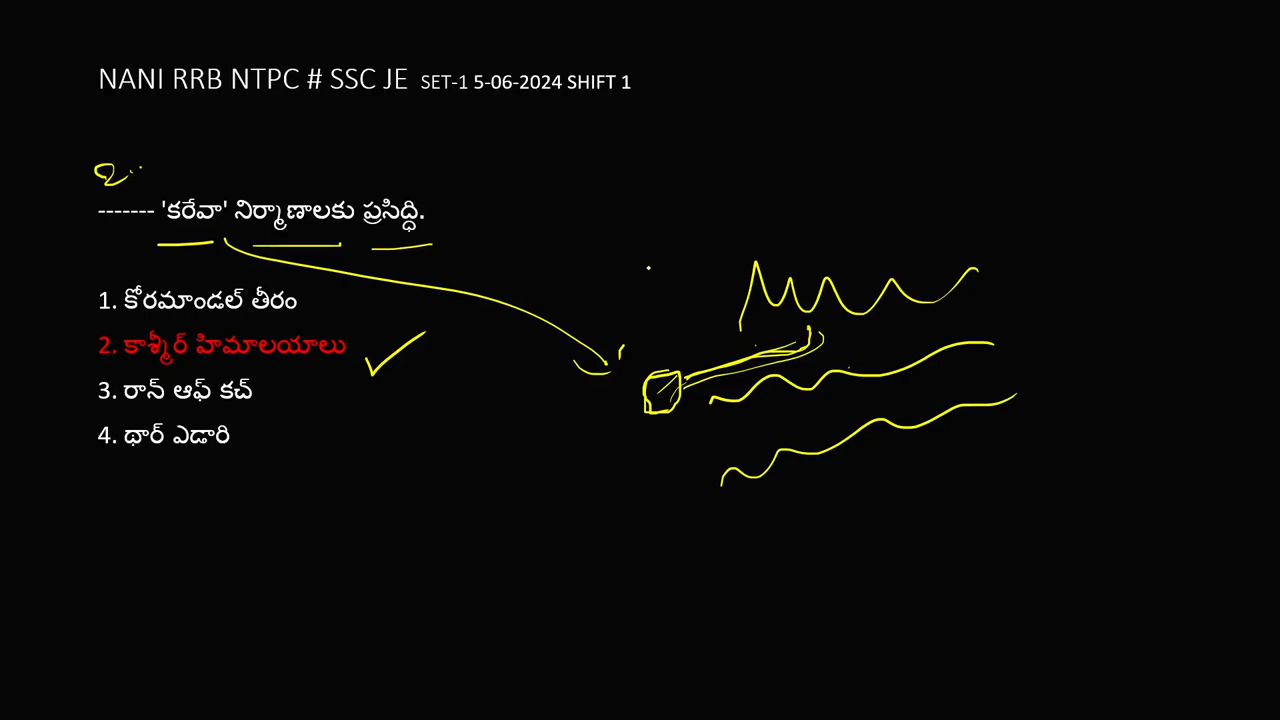 NANI RRB NTPC # SSC JE SET-1 5-06-2024 SHIFT 1
------- 'కరేవా' నిర్మాణాలకు ప్రసిద్ధి.
1. కోరమాండల్ తీరం
2. కాశ్మీర్ హిమాలయాలు
3. రాన్ ఆఫ్ కచ్
4. థార్ ఎడారి